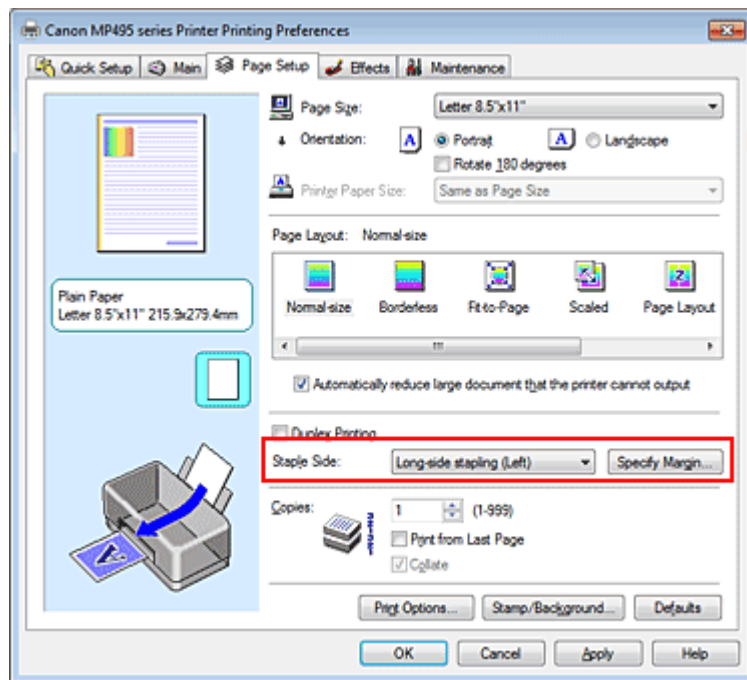 Canon MP495 series Printer Printing Preferences
Quick Setup Main Page Setup Effects Maintenance
Page Size: Letter 8.5"x11"
Orientation: A Portrait A Landscape
Rotate 180 degrees
Printer Paper Size: Same as Page Size
Page Layout: Normal-size
Normal-size Borderless Fit-to-Page Scaled Page Layout
Automatically reduce large document that the printer cannot output
Plain Paper
Letter 8.5"x11" 215.9x279.4mm
Duplex Printing
Staple Side: Long-side stapling (Left) Specify Margin...
Copies: 1 (1-999)
Print from Last Page
Collate
Print Options... Stamp/Background... Defaults
OK Cancel Apply Help